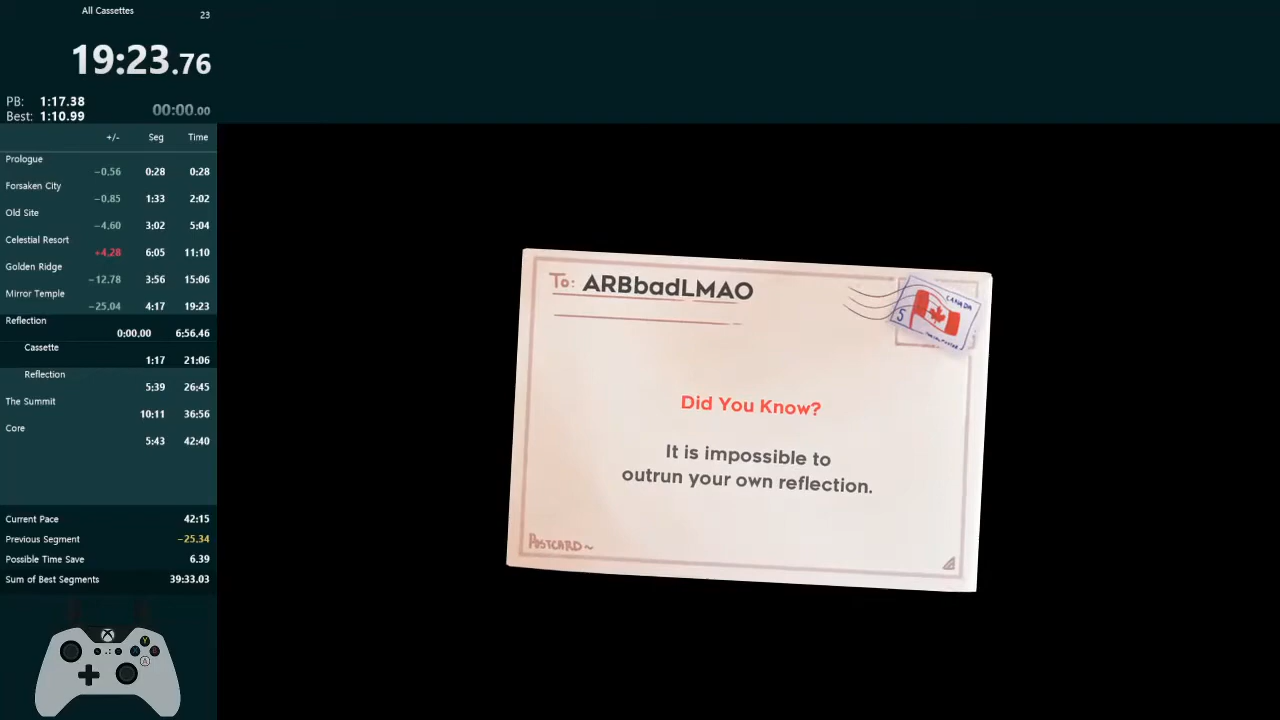 All Cassettes
23
19:23.76
PB: 1:17.38
Best: 1:10.99
00:00.00
+/- Seg Time
Prologue
−0.56 0:28 0:28
Forsaken City
−0.85 1:33 2:02
Old Site
−4.60 3:02 5:04
Celestial Resort
+4.28 6:05 11:10
Golden Ridge
−12.78 3:56 15:06
Mirror Temple
−25.04 4:17 19:23
Reflection
0:00.00 6:56.46
Cassette
1:17 21:06
Reflection
5:39 26:45
The Summit
10:11 36:56
Core
5:43 42:40
Current Pace 42:15
Previous Segment −25.34
Possible Time Save 6.39
Sum of Best Segments 39:33.03
Y
X B
A
To: ARBbadLMAO
CANADA
5
Did You Know?
It is impossible to
outrun your own reflection.
POSTCARD~